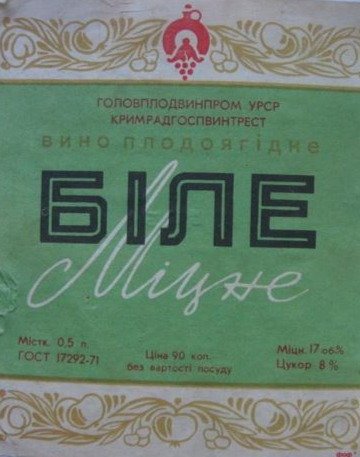 ГОЛОВПЛОДВИНПРОМ УРСР
КРИМРАДГОСПВИНТРЕСТ
ВИНО ПЛОДОЯГІДНЕ
БІЛЕ
Міцне
Містк. 0,5 л.
ГОСТ 17292-71
Ціна 90 коп.
без вартості посуду
Міцн. 17 об%
Цукор 8%